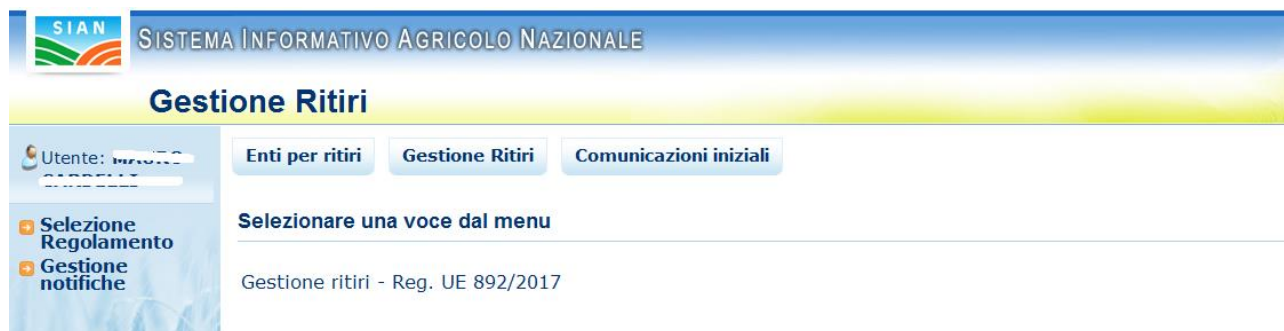 SIAN
SISTEMA INFORMATIVO AGRICOLO NAZIONALE
Gestione Ritiri
Utente:
Enti per ritiri
Gestione Ritiri
Comunicazioni iniziali
Selezione
Regolamento
Gestione
notifiche
Selezionare una voce dal menu
Gestione ritiri - Reg. UE 892/2017